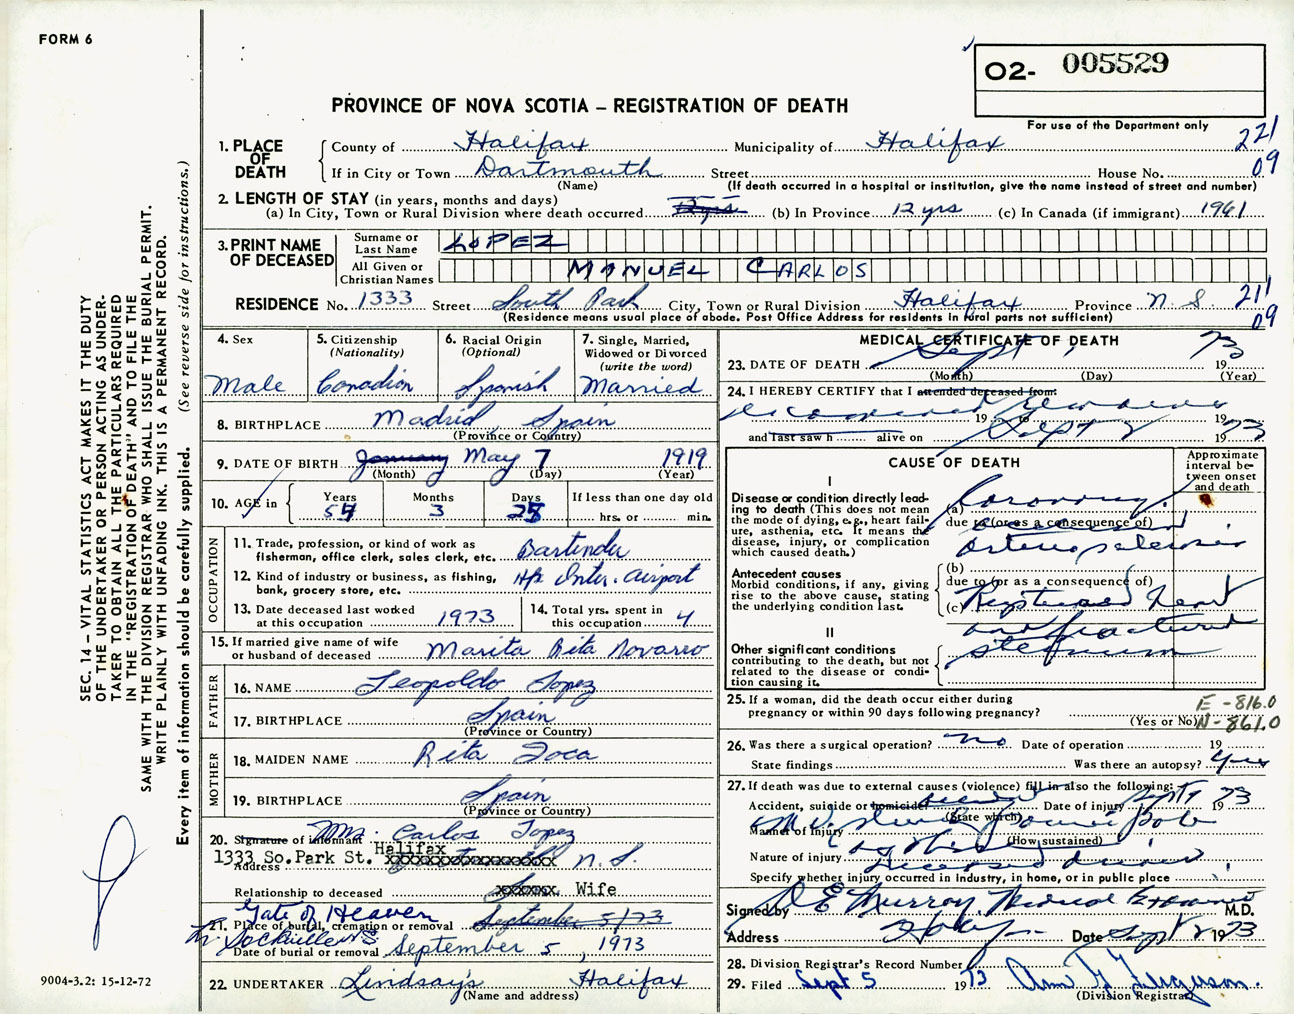 FORM 6
O2- 005529
For use of the Department only
PROVINCE OF NOVA SCOTIA – REGISTRATION OF DEATH
221
09
1. PLACE OF DEATH
County of Halifax Municipality of Halifax
If in City or Town Dartmouth Street House No.
(Name) (If death occurred in a hospital or institution, give the name instead of street and number)
2. LENGTH OF STAY (in years, months and days)
(a) In City, Town or Rural Division where death occurred 12 yrs (b) In Province 12 yrs (c) In Canada (if immigrant) 1961
3. PRINT NAME OF DECEASED
Surname or Last Name LOPEZ
All Given or Christian Names MANUEL CARLOS
RESIDENCE No. 1333 Street South Park City, Town or Rural Division Halifax Province N. S. 211
09
(Residence means usual place of abode. Post Office Address for residents in rural parts not sufficient)
4. Sex Male
5. Citizenship (Nationality) Canadian
6. Racial Origin (Optional) Spanish
7. Single, Married, Widowed or Divorced (write the word) Married
8. BIRTHPLACE Madrid, Spain
(Province or Country)
9. DATE OF BIRTH January May 7 1919
(Month) (Day) (Year)
10. AGE in Years 54 Months 3 Days 25 If less than one day old hrs. or min.
OCCUPATION
11. Trade, profession, or kind of work as fisherman, office clerk, sales clerk, etc. Bartender
12. Kind of industry or business, as fishing, bank, grocery store, etc. Hfx Inter. Airport
13. Date deceased last worked at this occupation 1973
14. Total yrs. spent in this occupation 4
15. If married give name of wife or husband of deceased Marita Rita Novarro
FATHER
16. NAME Leopoldo Lopez
17. BIRTHPLACE Spain
(Province or Country)
MOTHER
18. MAIDEN NAME Rita
19. BIRTHPLACE Spain
(Province or Country)
20. Signature of informant Mrs. Carlos Lopez
1333 So. Park St. Halifax xxxxxxxxxxxxxxxxxx N. S.
Address
Relationship to deceased xxxxxxx Wife
Gate of Heaven September 5/73
21. Place of burial, cremation or removal
Date of burial or removal September 5, 1973
22. UNDERTAKER Lindsay's Halifax
(Name and address)
MEDICAL CERTIFICATE OF DEATH
23. DATE OF DEATH Sept 1 1973
(Month) (Day) (Year)
24. I HEREBY CERTIFY that I attended deceased from:
19 to 19
and last saw h alive on Sept 2 1973
CAUSE OF DEATH
Approximate interval between onset and death
I
Disease or condition directly leading to death (This does not mean the mode of dying, e.g., heart failure, asthenia, etc. It means the disease, injury, or complication which caused death.)
(a) Coronary
due to (or as a consequence of)
Antecedent causes
Morbid conditions, if any, giving rise to the above cause, stating the underlying condition last.
(b)
due to (or as a consequence of)
(c) heart
and fractured
sternum
II
Other significant conditions contributing to the death, but not related to the disease or condition causing it.
25. If a woman, did the death occur either during pregnancy or within 90 days following pregnancy?
(Yes or No)
E -816.0
N-861.0
26. Was there a surgical operation? no Date of operation 19
State findings Was there an autopsy? yes
27. If death was due to external causes (violence) fill in also the following:
Accident, suicide or homicide? Accident Date of injury Sept 1 1973
(State which)
Manner of Injury
(How sustained)
Nature of injury
Specify whether injury occurred in Industry, in home, or in public place
Signed by D E Murray Medical Examiner M.D.
Address Date Sept 2 1973
28. Division Registrar's Record Number
29. Filed Sept 5 1973 Ann G Ferguson.
(Division Registrar)
SEC. 14 – VITAL STATISTICS ACT MAKES IT THE DUTY
OF THE UNDERTAKER OR PERSON ACTING AS UNDER-
TAKER TO OBTAIN ALL THE PARTICULARS REQUIRED
IN THE "REGISTRATION OF DEATH" AND TO FILE THE
SAME WITH THE DIVISION REGISTRAR WHO SHALL ISSUE THE BURIAL PERMIT.
WRITE PLAINLY WITH UNFADING INK. THIS IS A PERMANENT RECORD.
Every item of information should be carefully supplied. (See reverse side for instructions.)
9004-3.2: 15-12-72